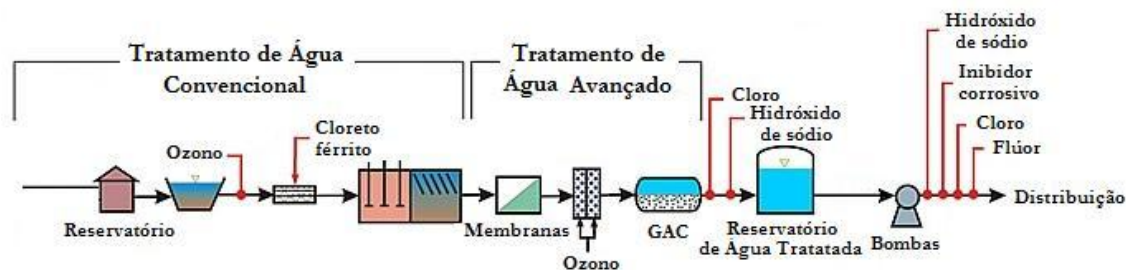 Tratamento de Água
Convencional
Tratamento de
Água Avançado
Hidróxido
de sódio
Inibidor
corrosivo
Cloro
Flúor
Cloro
Hidróxido
de sódio
Cloreto
férrito
Ozono
Reservatório
Membranas
Ozono
GAC
Reservatório
de Água Tratatada
Bombas
Distribuição